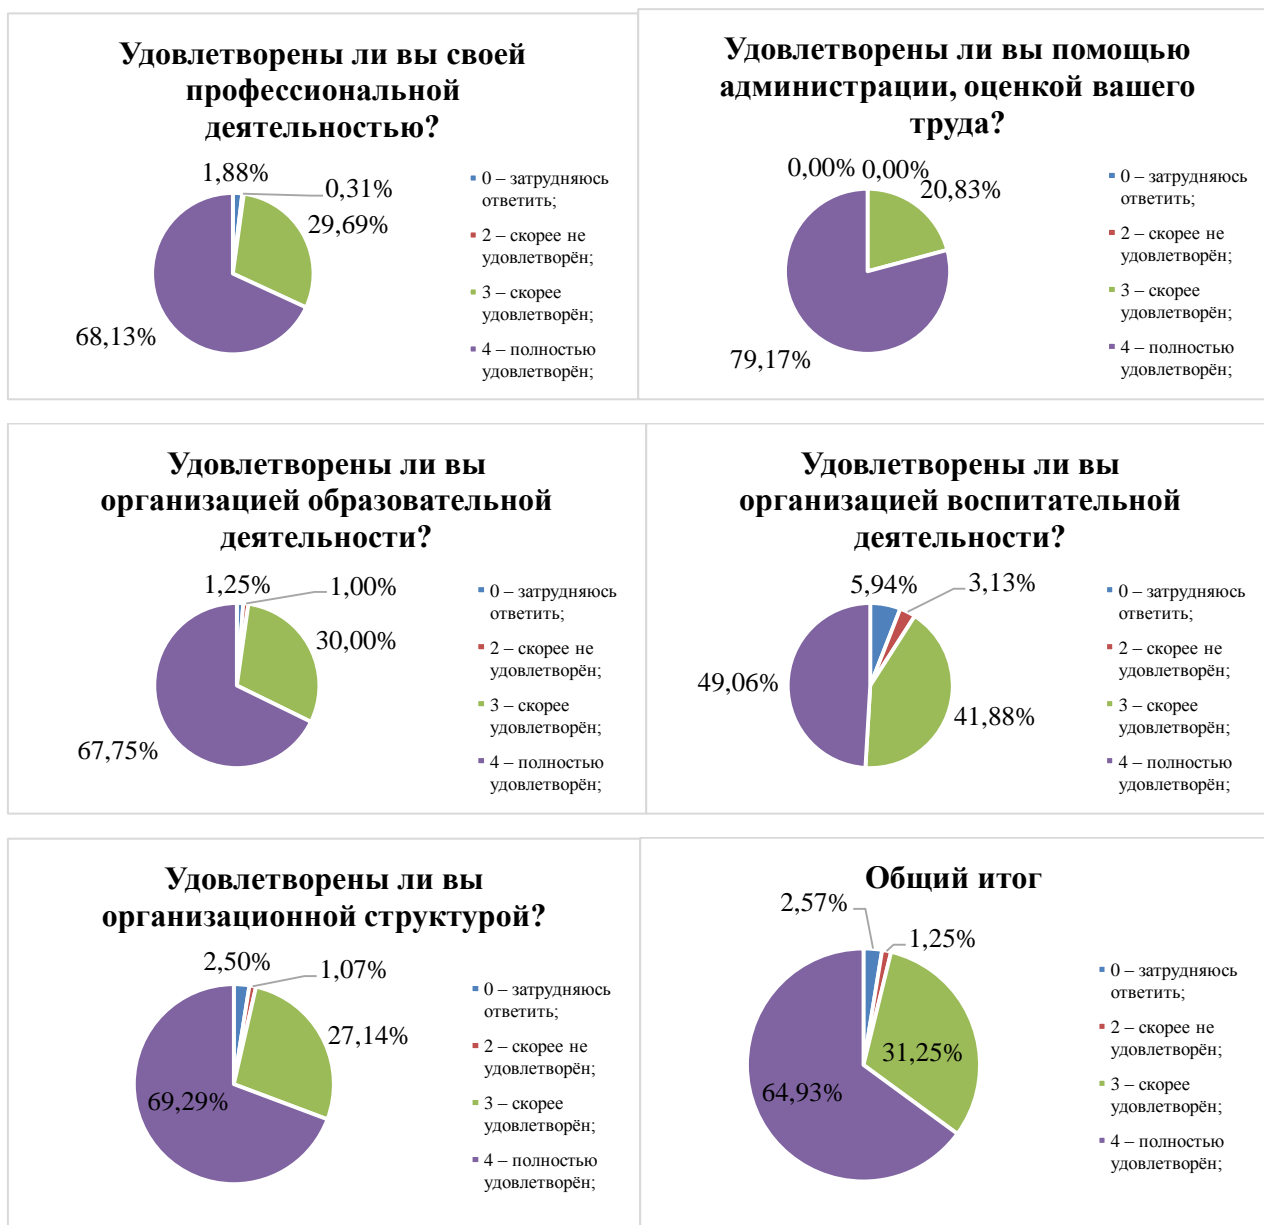 Удовлетворены ли вы своей
профессиональной
деятельностью?
1,88%
0,31%
29,69%
68,13%
0 – затрудняюсь
ответить;
2 – скорее не
удовлетворён;
3 – скорее
удовлетворён;
4 – полностью
удовлетворён;
Удовлетворены ли вы помощью
администрации, оценкой вашего
труда?
0,00% 0,00%
20,83%
79,17%
0 – затрудняюсь
ответить;
2 – скорее не
удовлетворён;
3 – скорее
удовлетворён;
4 – полностью
удовлетворён;
Удовлетворены ли вы
организацией образовательной
деятельности?
1,25%
1,00%
30,00%
67,75%
0 – затрудняюсь
ответить;
2 – скорее не
удовлетворён;
3 – скорее
удовлетворён;
4 – полностью
удовлетворён;
Удовлетворены ли вы
организацией воспитательной
деятельности?
5,94%
3,13%
49,06%
41,88%
0 – затрудняюсь
ответить;
2 – скорее не
удовлетворён;
3 – скорее
удовлетворён;
4 – полностью
удовлетворён;
Удовлетворены ли вы
организационной структурой?
2,50%
1,07%
27,14%
69,29%
0 – затрудняюсь
ответить;
2 – скорее не
удовлетворён;
3 – скорее
удовлетворён;
4 – полностью
удовлетворён;
Общий итог
2,57%
1,25%
31,25%
64,93%
0 – затрудняюсь
ответить;
2 – скорее не
удовлетворён;
3 – скорее
удовлетворён;
4 – полностью
удовлетворён;